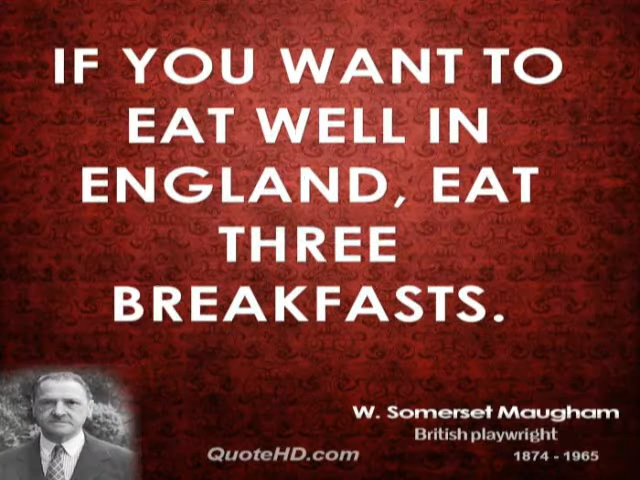 IF YOU WANT TO
EAT WELL IN
ENGLAND, EAT
THREE
BREAKFASTS.
W. Somerset Maugham
British playwright
QuoteHD.com
1874 - 1965